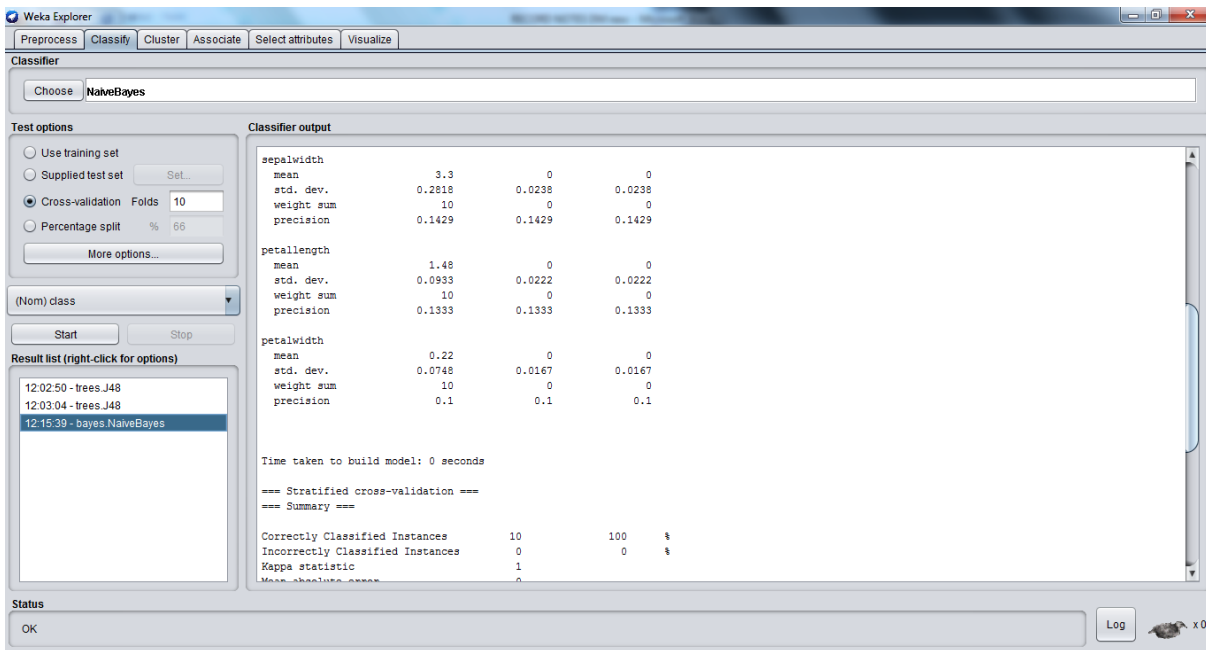 Weka Explorer
Preprocess Classify Cluster Associate Select attributes Visualize
Classifier
Choose NaiveBayes
Test options
Use training set
Supplied test set Set...
Cross-validation Folds 10
Percentage split % 66
More options...
(Nom) class
Start Stop
Result list (right-click for options)
12:02:50 - trees.J48
12:03:04 - trees.J48
12:15:39 - bayes.NaiveBayes
Classifier output
sepalwidth
mean 3.3 0 0
std. dev. 0.2818 0.0238 0.0238
weight sum 10 0 0
precision 0.1429 0.1429 0.1429
petallength
mean 1.48 0 0
std. dev. 0.0933 0.0222 0.0222
weight sum 10 0 0
precision 0.1333 0.1333 0.1333
petalwidth
mean 0.22 0 0
std. dev. 0.0748 0.0167 0.0167
weight sum 10 0 0
precision 0.1 0.1 0.1
Time taken to build model: 0 seconds
=== Stratified cross-validation ===
=== Summary ===
Correctly Classified Instances 10 100 %
Incorrectly Classified Instances 0 0 %
Kappa statistic 1
Mean absolute error 0
Status
OK
Log x 0